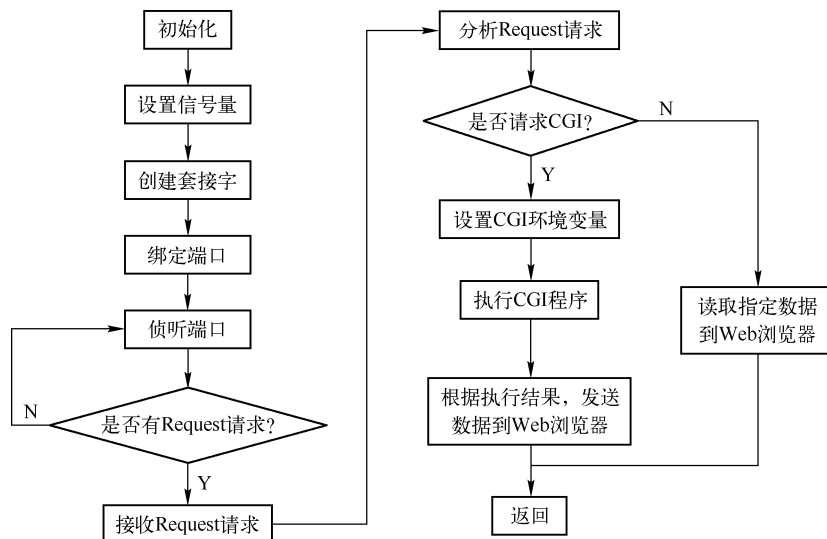 初始化
设置信号量
创建套接字
绑定端口
侦听端口
N
是否有Request请求?
Y
接收Request请求
分析Request请求
是否请求CGI?
N
Y
设置CGI环境变量
执行CGI程序
读取指定数据
到Web浏览器
根据执行结果，发送
数据到Web浏览器
返回